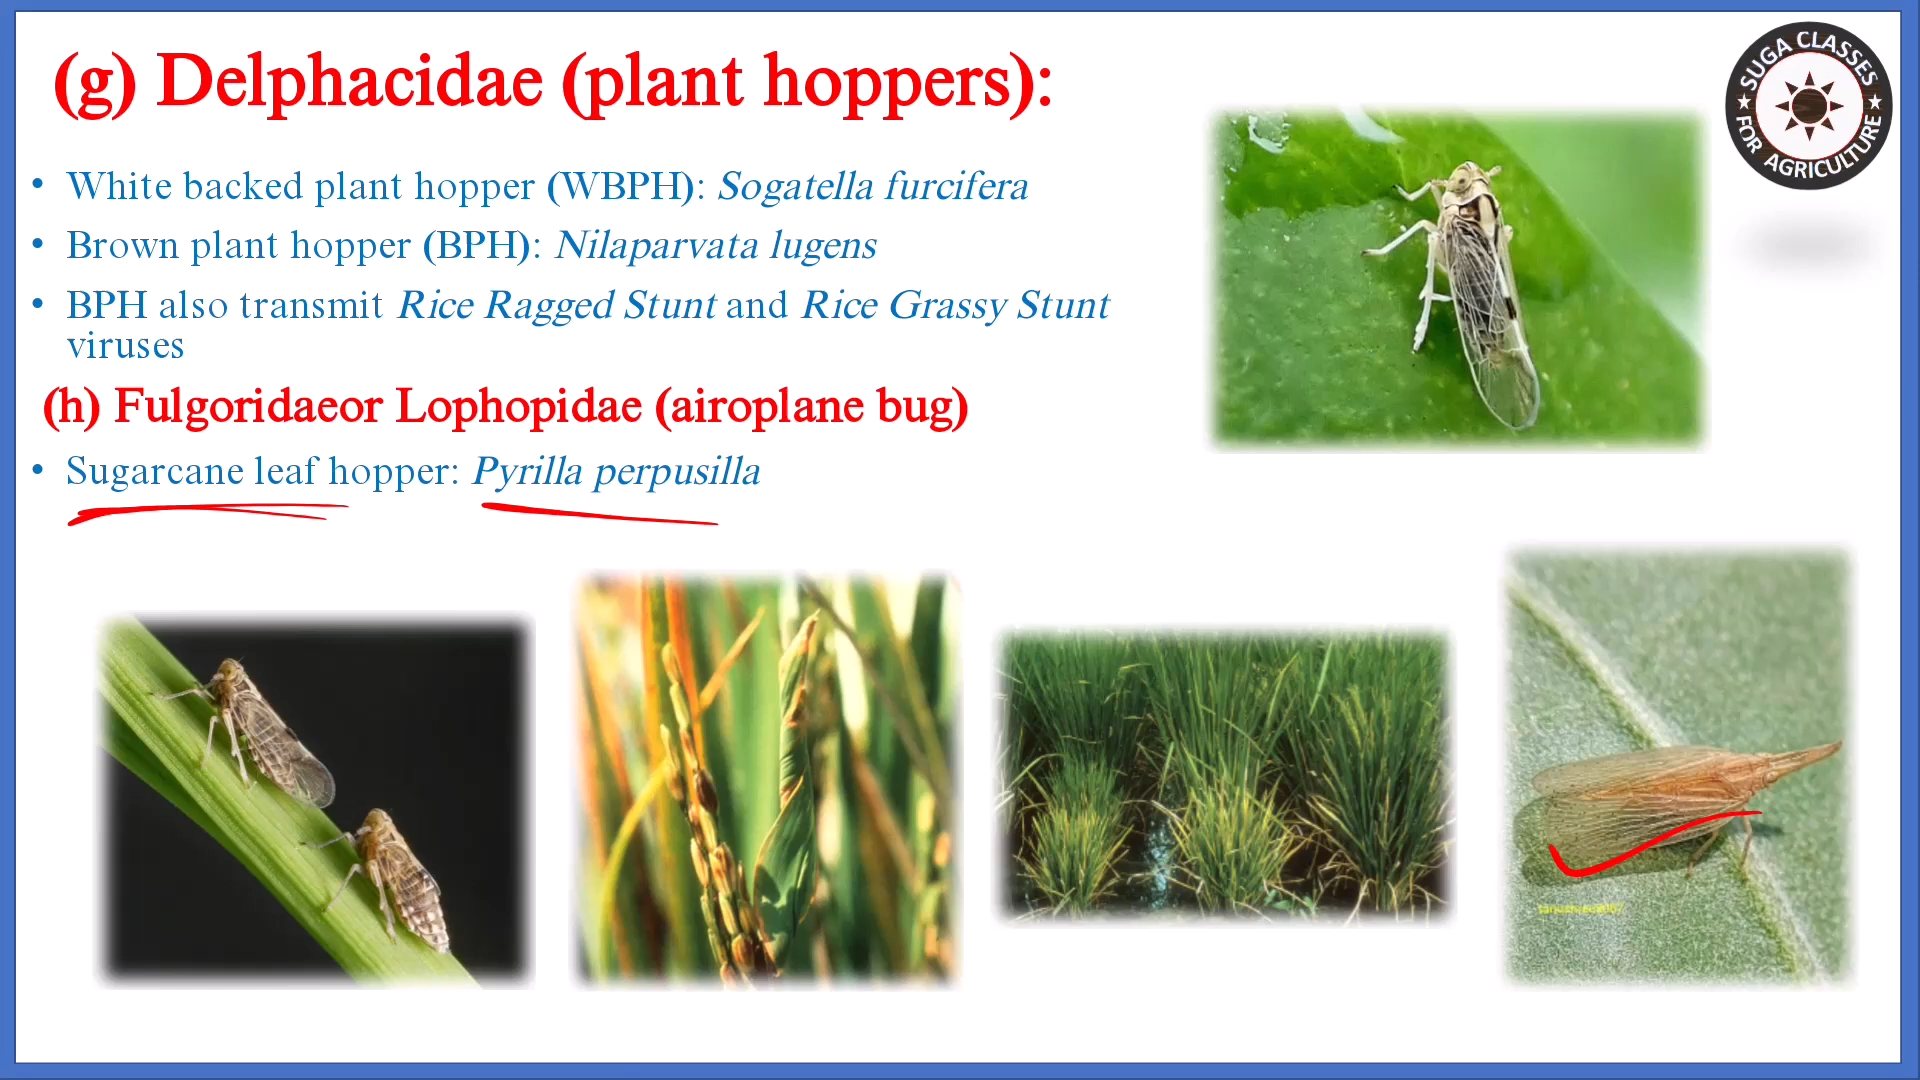 (g) Delphacidae (plant hoppers):
• White backed plant hopper (WBPH): Sogatella furcifera
• Brown plant hopper (BPH): Nilaparvata lugens
• BPH also transmit Rice Ragged Stunt and Rice Grassy Stunt
viruses
(h) Fulgoridaeor Lophopidae (airoplane bug)
• Sugarcane leaf hopper: Pyrilla perpusilla
SUGA CLASSES
FOR AGRICULTURE